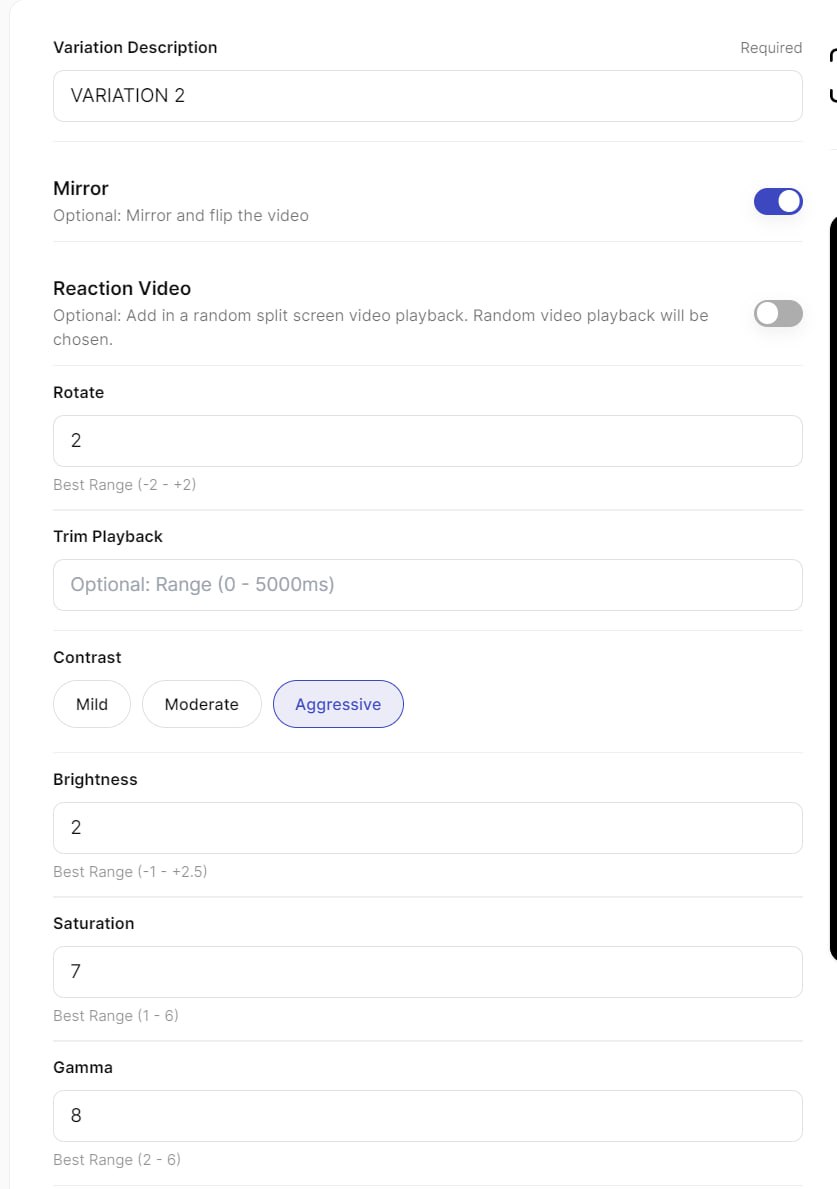 Variation Description
Required
VARIATION 2
Mirror
Optional: Mirror and flip the video
Reaction Video
Optional: Add in a random split screen video playback. Random video playback will be
chosen.
Rotate
2
Best Range (-2 - +2)
Trim Playback
Optional: Range (0 - 5000ms)
Contrast
Mild
Moderate
Aggressive
Brightness
2
Best Range (-1 - +2.5)
Saturation
7
Best Range (1 - 6)
Gamma
8
Best Range (2 - 6)